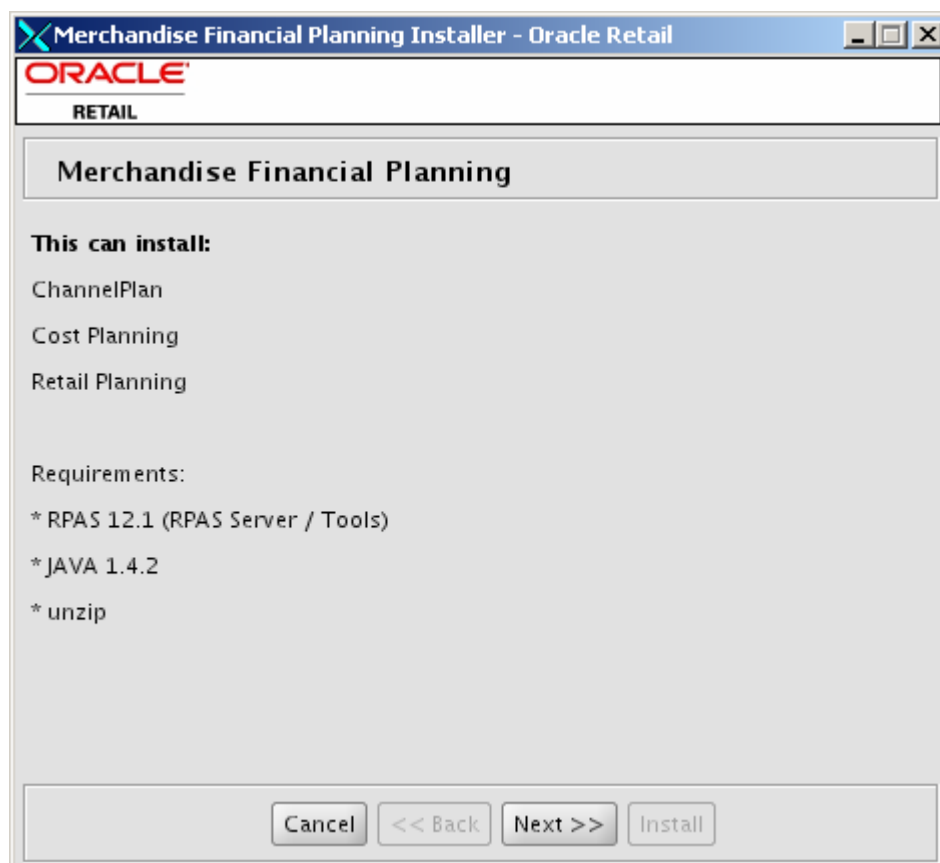 Merchandise Financial Planning Installer - Oracle Retail
ORACLE
RETAIL
Merchandise Financial Planning
This can install:
ChannelPlan
Cost Planning
Retail Planning
Requirements:
* RPAS 12.1 (RPAS Server / Tools)
* JAVA 1.4.2
* unzip
Cancel << Back Next >> Install